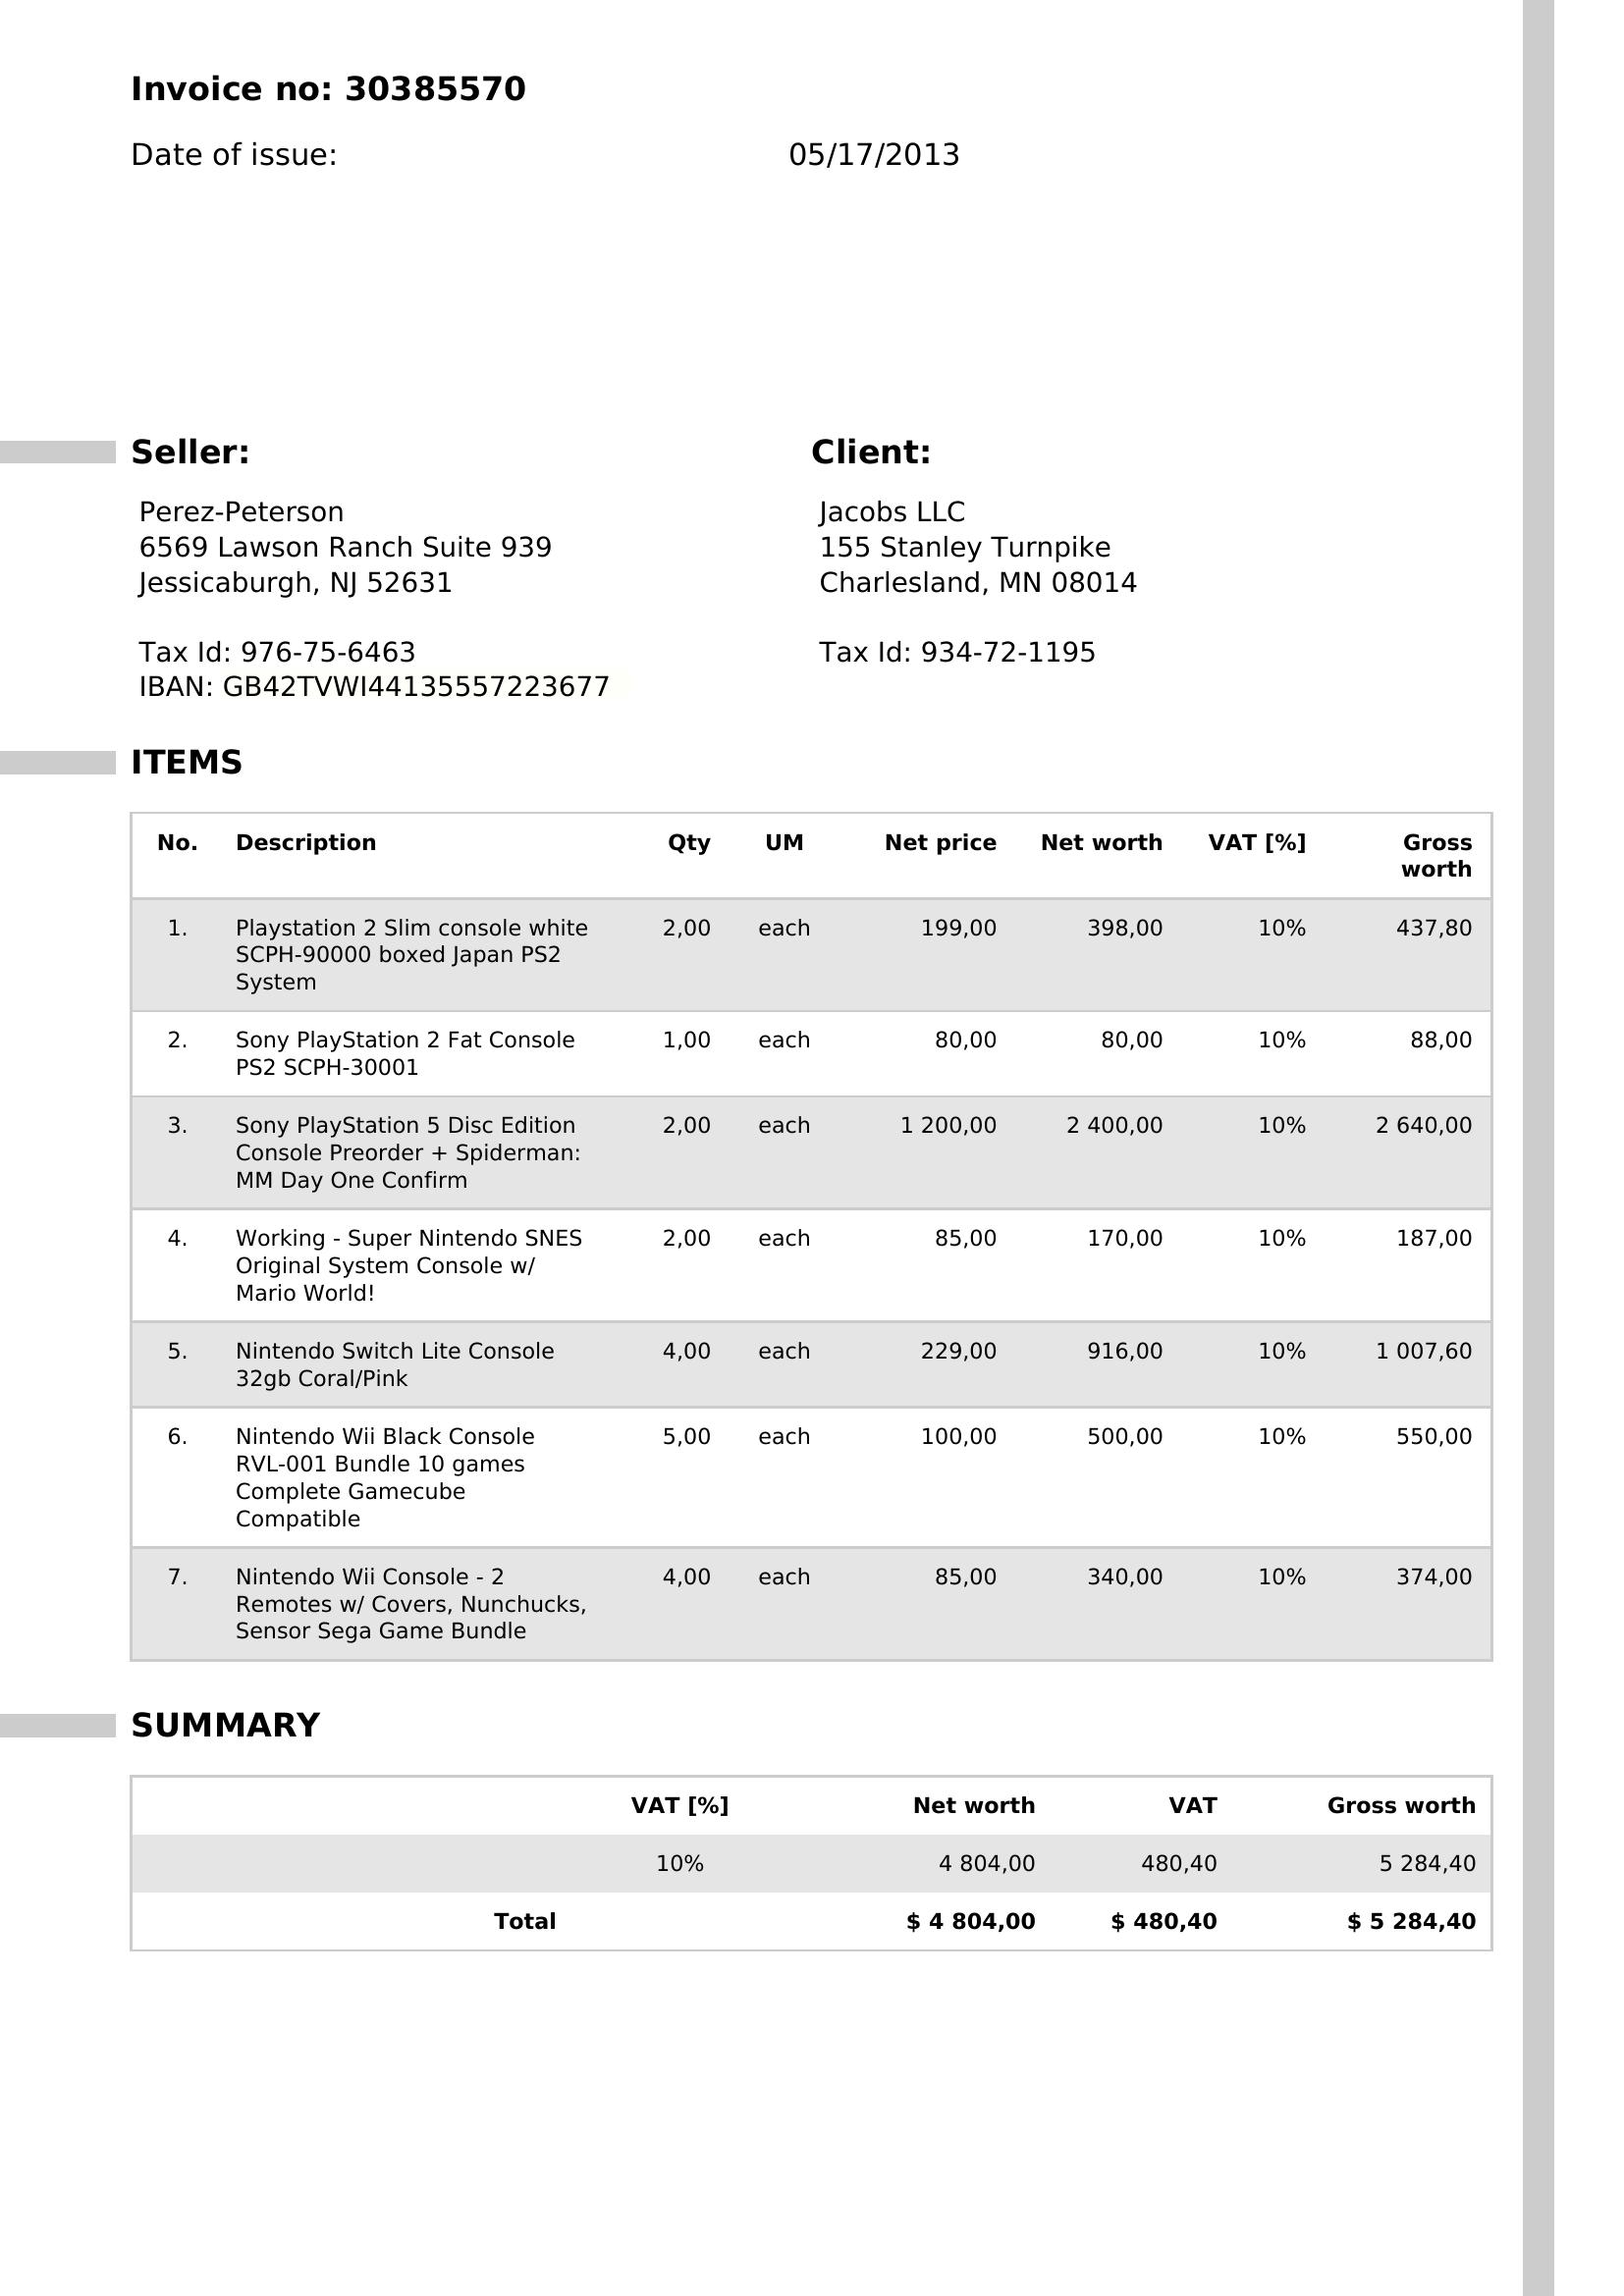 Invoice no: 30385570
Date of issue: 05/17/2013
Seller:
Perez-Peterson
6569 Lawson Ranch Suite 939
Jessicaburgh, NJ 52631
Tax Id: 976-75-6463
IBAN: GB42TVWI44135557223677
Client:
Jacobs LLC
155 Stanley Turnpike
Charlesland, MN 08014
Tax Id: 934-72-1195
ITEMS
No. Description Qty UM Net price Net worth VAT [%] Gross
worth
1. Playstation 2 Slim console white 2,00 each 199,00 398,00 10% 437,80
SCPH-90000 boxed Japan PS2
System
2. Sony PlayStation 2 Fat Console 1,00 each 80,00 80,00 10% 88,00
PS2 SCPH-30001
3. Sony PlayStation 5 Disc Edition 2,00 each 1 200,00 2 400,00 10% 2 640,00
Console Preorder + Spiderman:
MM Day One Confirm
4. Working - Super Nintendo SNES 2,00 each 85,00 170,00 10% 187,00
Original System Console w/
Mario World!
5. Nintendo Switch Lite Console 4,00 each 229,00 916,00 10% 1 007,60
32gb Coral/Pink
6. Nintendo Wii Black Console 5,00 each 100,00 500,00 10% 550,00
RVL-001 Bundle 10 games
Complete Gamecube
Compatible
7. Nintendo Wii Console - 2 4,00 each 85,00 340,00 10% 374,00
Remotes w/ Covers, Nunchucks,
Sensor Sega Game Bundle
SUMMARY
VAT [%] Net worth VAT Gross worth
10% 4 804,00 480,40 5 284,40
Total $ 4 804,00 $ 480,40 $ 5 284,40